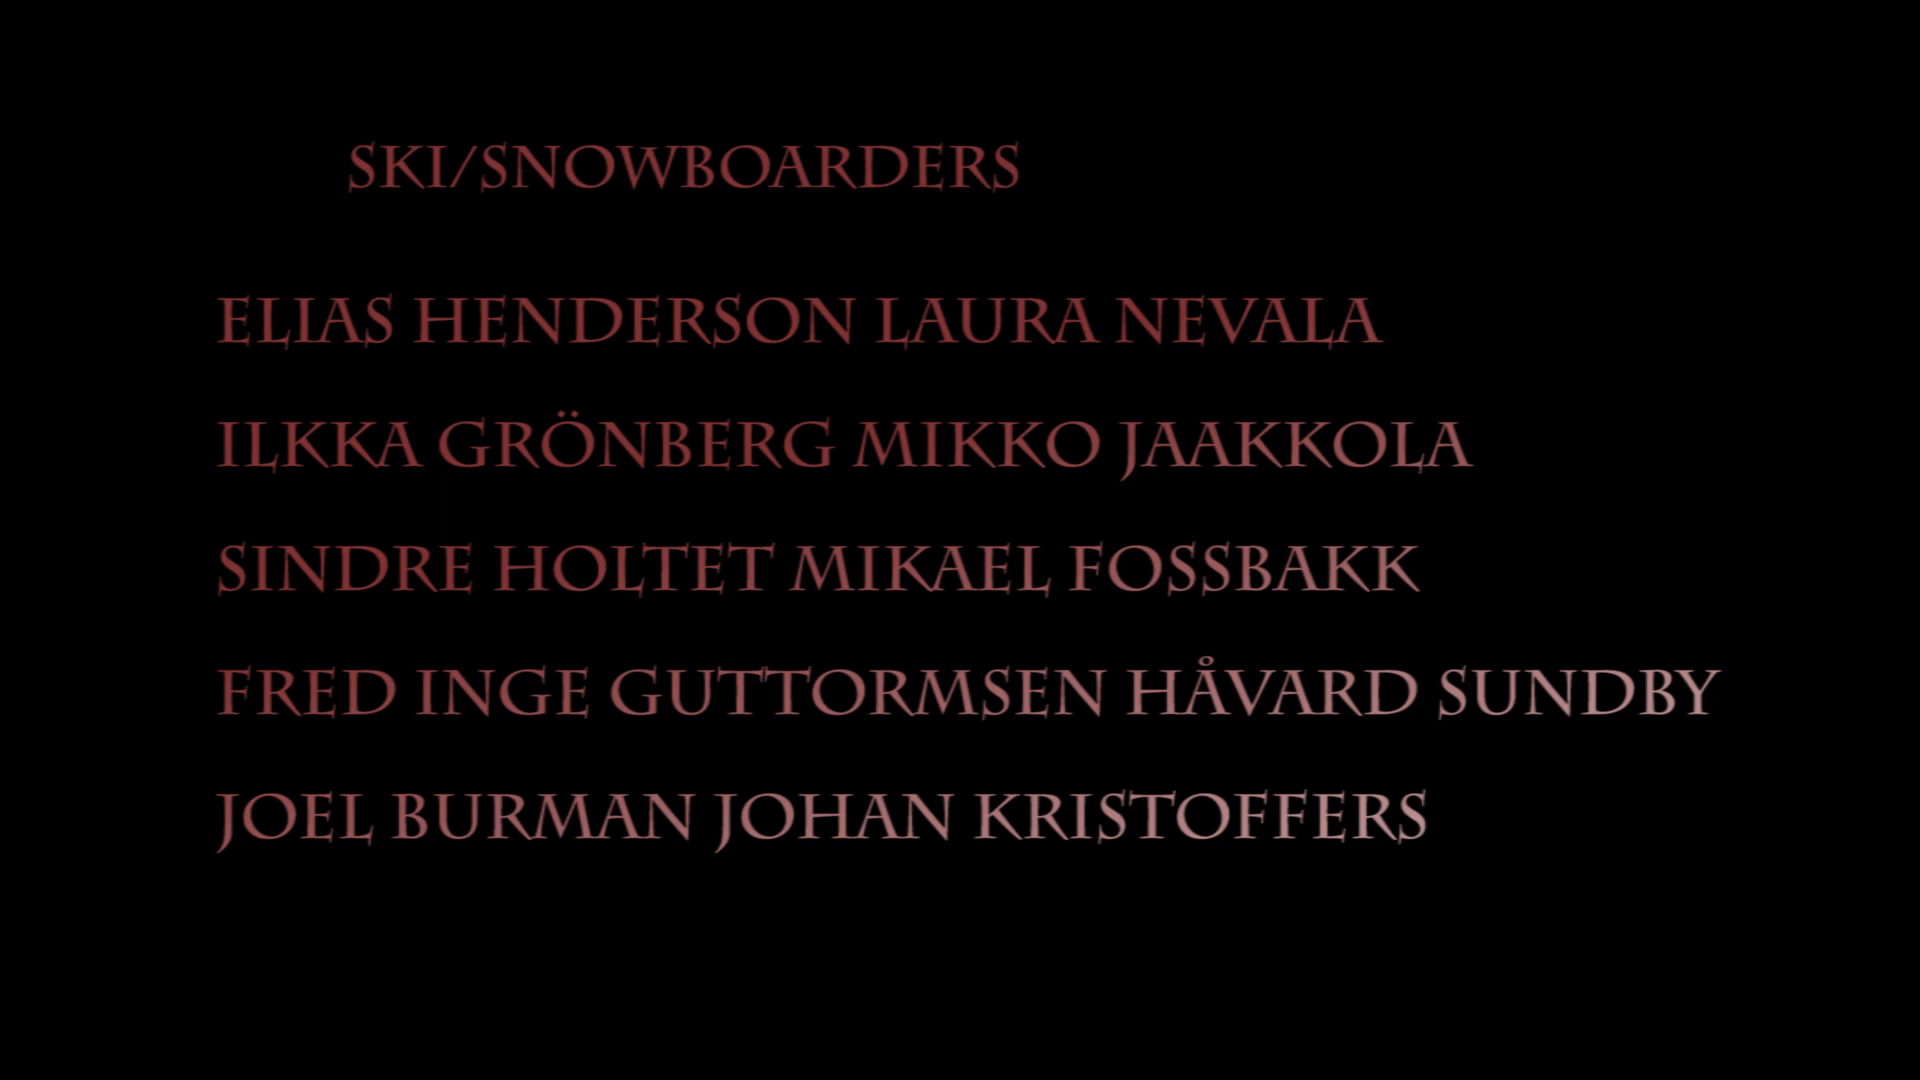 SKI/SNOWBOARDERS
ELIAS HENDERSON LAURA NEVALA
ILKKA GRÖNBERG MIKKO JAAKKOLA
SINDRE HOLTET MIKAEL FOSSBAKK
FRED INGE GUTTORMSEN HÅVARD SUNDBY
JOEL BURMAN JOHAN KRISTOFFERS